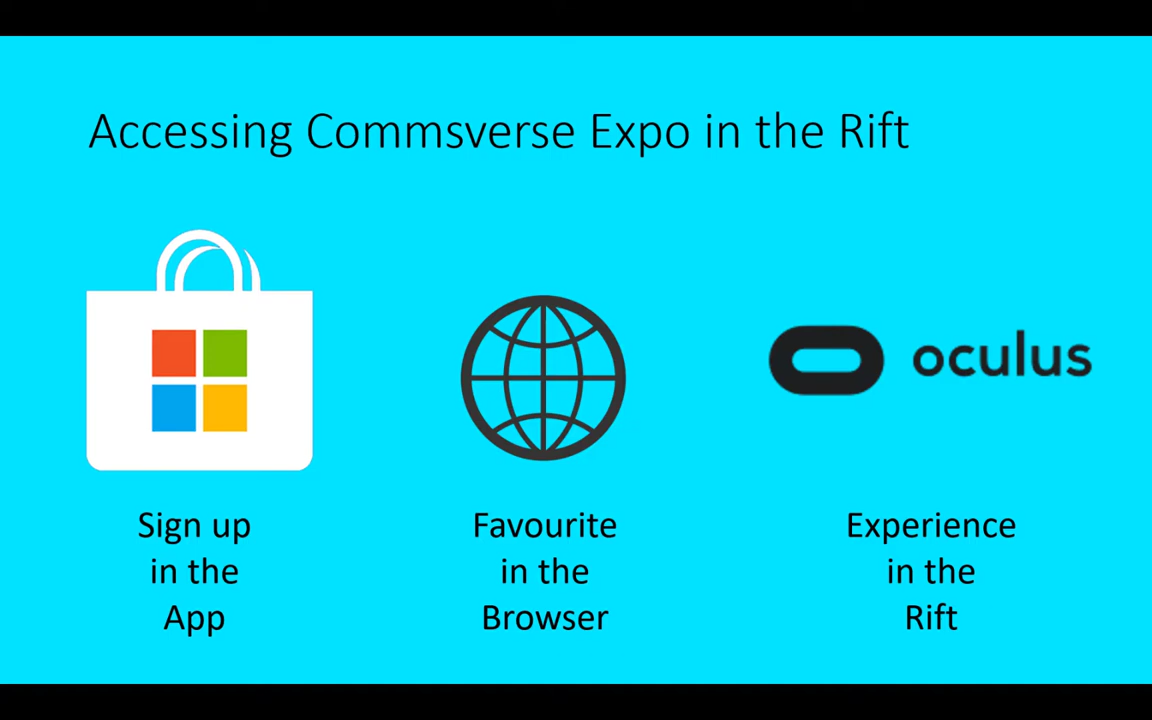 Accessing Commsverse Expo in the Rift
oculus
Sign up
in the
App
Favourite
in the
Browser
Experience
in the
Rift